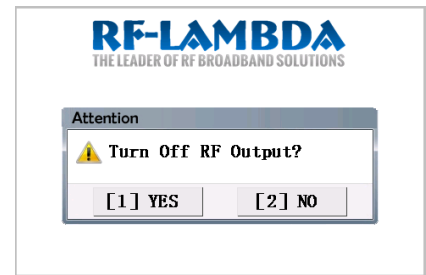 RF-LAMBDA
THE LEADER OF RF BROADBAND SOLUTIONS
Attention
Turn Off RF Output?
[1] YES [2] NO